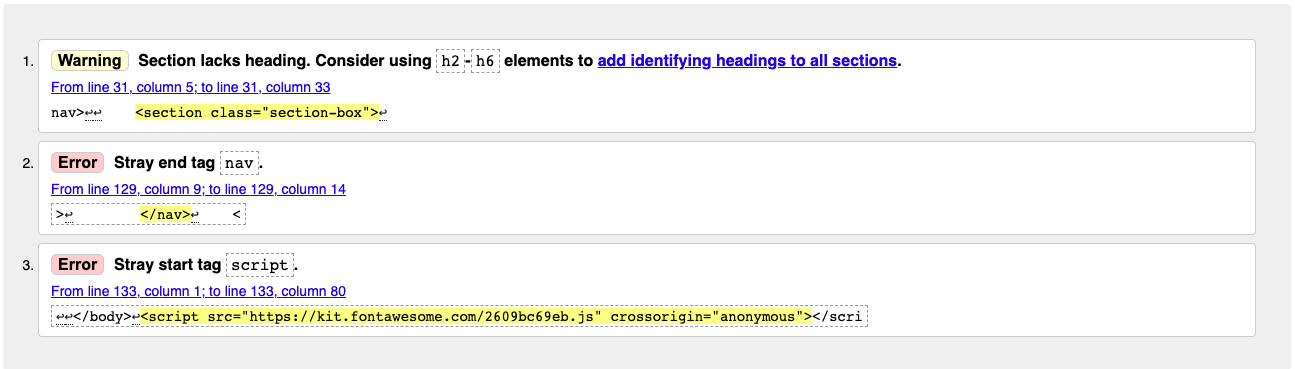 1. Warning Section lacks heading. Consider using h2-h6 elements to add identifying headings to all sections.
From line 31, column 5; to line 31, column 33
nav>↩↩    <section class="section-box">↩
2. Error Stray end tag nav.
From line 129, column 9; to line 129, column 14
>↩        </nav>↩    <
3. Error Stray start tag script.
From line 133, column 1; to line 133, column 80
↩↩</body>↩<script src="https://kit.fontawesome.com/2609bc69eb.js" crossorigin="anonymous"></scri